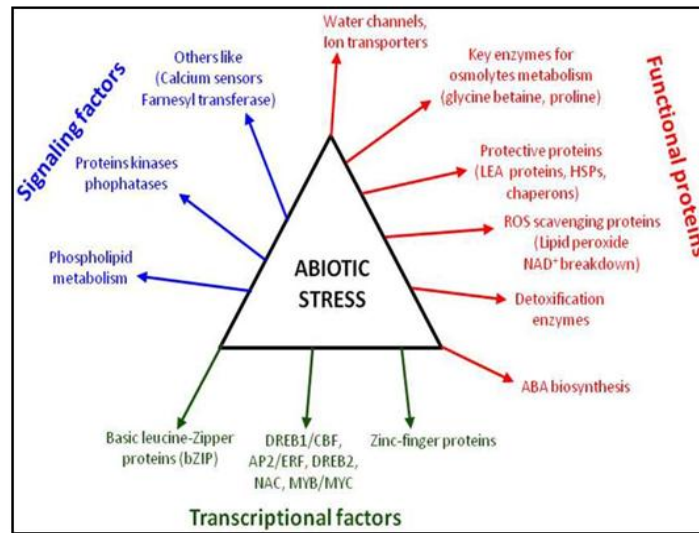 Signaling factors
Others like
(Calcium sensors
Farnesyl transferase)
Proteins kinases
phophatases
Phospholipid
metabolism
Functional proteins
Water channels,
Ion transporters
Key enzymes for
osmolytes metabolism
(glycine betaine, proline)
Protective proteins
(LEA proteins, HSPs,
chaperons)
ROS scavenging proteins
(Lipid peroxide
NAD+ breakdown)
Detoxification
enzymes
ABA biosynthesis
ABIOTIC
STRESS
Basic leucine-Zipper
proteins (bZIP)
DREB1/CBF,
AP2/ERF, DREB2,
NAC, MYB/MYC
Zinc-finger proteins
Transcriptional factors